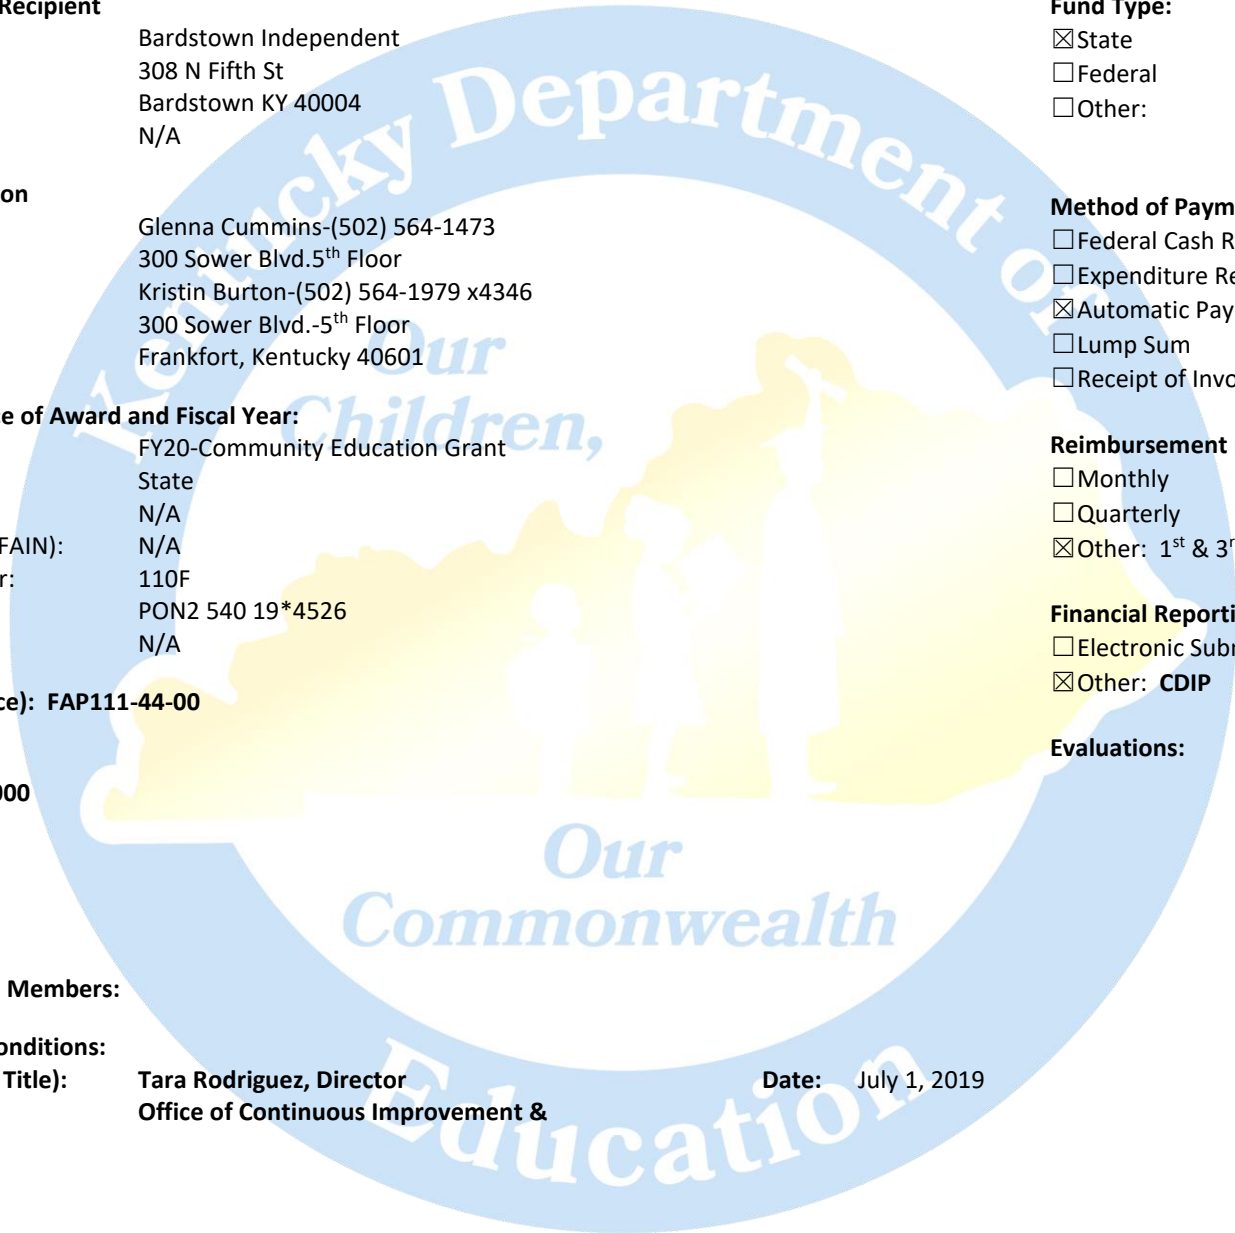 Recipient
Bardstown Independent
308 N Fifth St
Bardstown KY 40004
N/A
on
Glenna Cummins-(502) 564-1473
300 Sower Blvd.5th Floor
Kristin Burton-(502) 564-1979 x4346
300 Sower Blvd.-5th Floor
Frankfort, Kentucky 40601
ce of Award and Fiscal Year:
FY20-Community Education Grant
State
N/A
FAIN): N/A
r: 110F
PON2 540 19*4526
N/A
ce): FAP111-44-00
000
Members:
onditions:
Title): Tara Rodriguez, Director Date: July 1, 2019
Office of Continuous Improvement &
Fund Type:
☒State
☐Federal
☐Other:
Method of Paym
☐Federal Cash R
☐Expenditure Re
☒Automatic Pay
☐Lump Sum
☐Receipt of Invo
Reimbursement
☐Monthly
☐Quarterly
☒Other: 1st & 3r
Financial Reporti
☐Electronic Subr
☒Other: CDIP
Evaluations:
Kentucky Department of
Education
Our
Children,
Our
Commonwealth